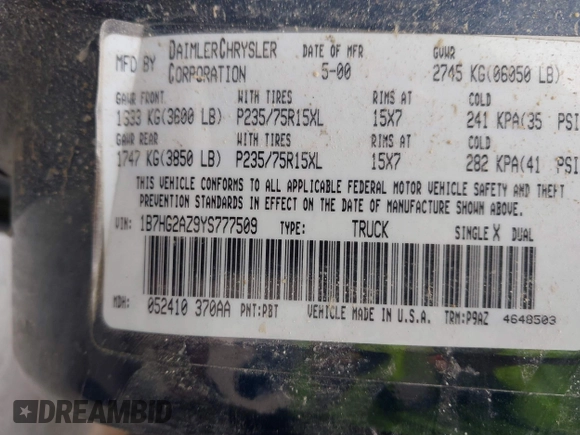 MFD BY DAIMLERCHRYSLER CORPORATION DATE OF MFR 5-00 GVWR 2745 KG(06050 LB)
GAWR FRONT WITH TIRES RIMS AT COLD
1633 KG(3600 LB) P235/75R15XL 15X7 241 KPA(35 PSI
GAWR REAR WITH TIRES RIMS AT COLD
1747 KG(3850 LB) P235/75R15XL 15X7 282 KPA(41 PSI
THIS VEHICLE CONFORMS TO ALL APPLICABLE FEDERAL MOTOR VEHICLE SAFETY AND THEFT
PREVENTION STANDARDS IN EFFECT ON THE DATE OF MANUFACTURE SHOWN ABOVE.
VIN: 1B7HG2AZ9YS777509 TYPE: TRUCK SINGLE X DUAL
MDH: 052410 370AA PNT:PBT VEHICLE MADE IN U.S.A. TRM:P9AZ 4648503
DREAMBID